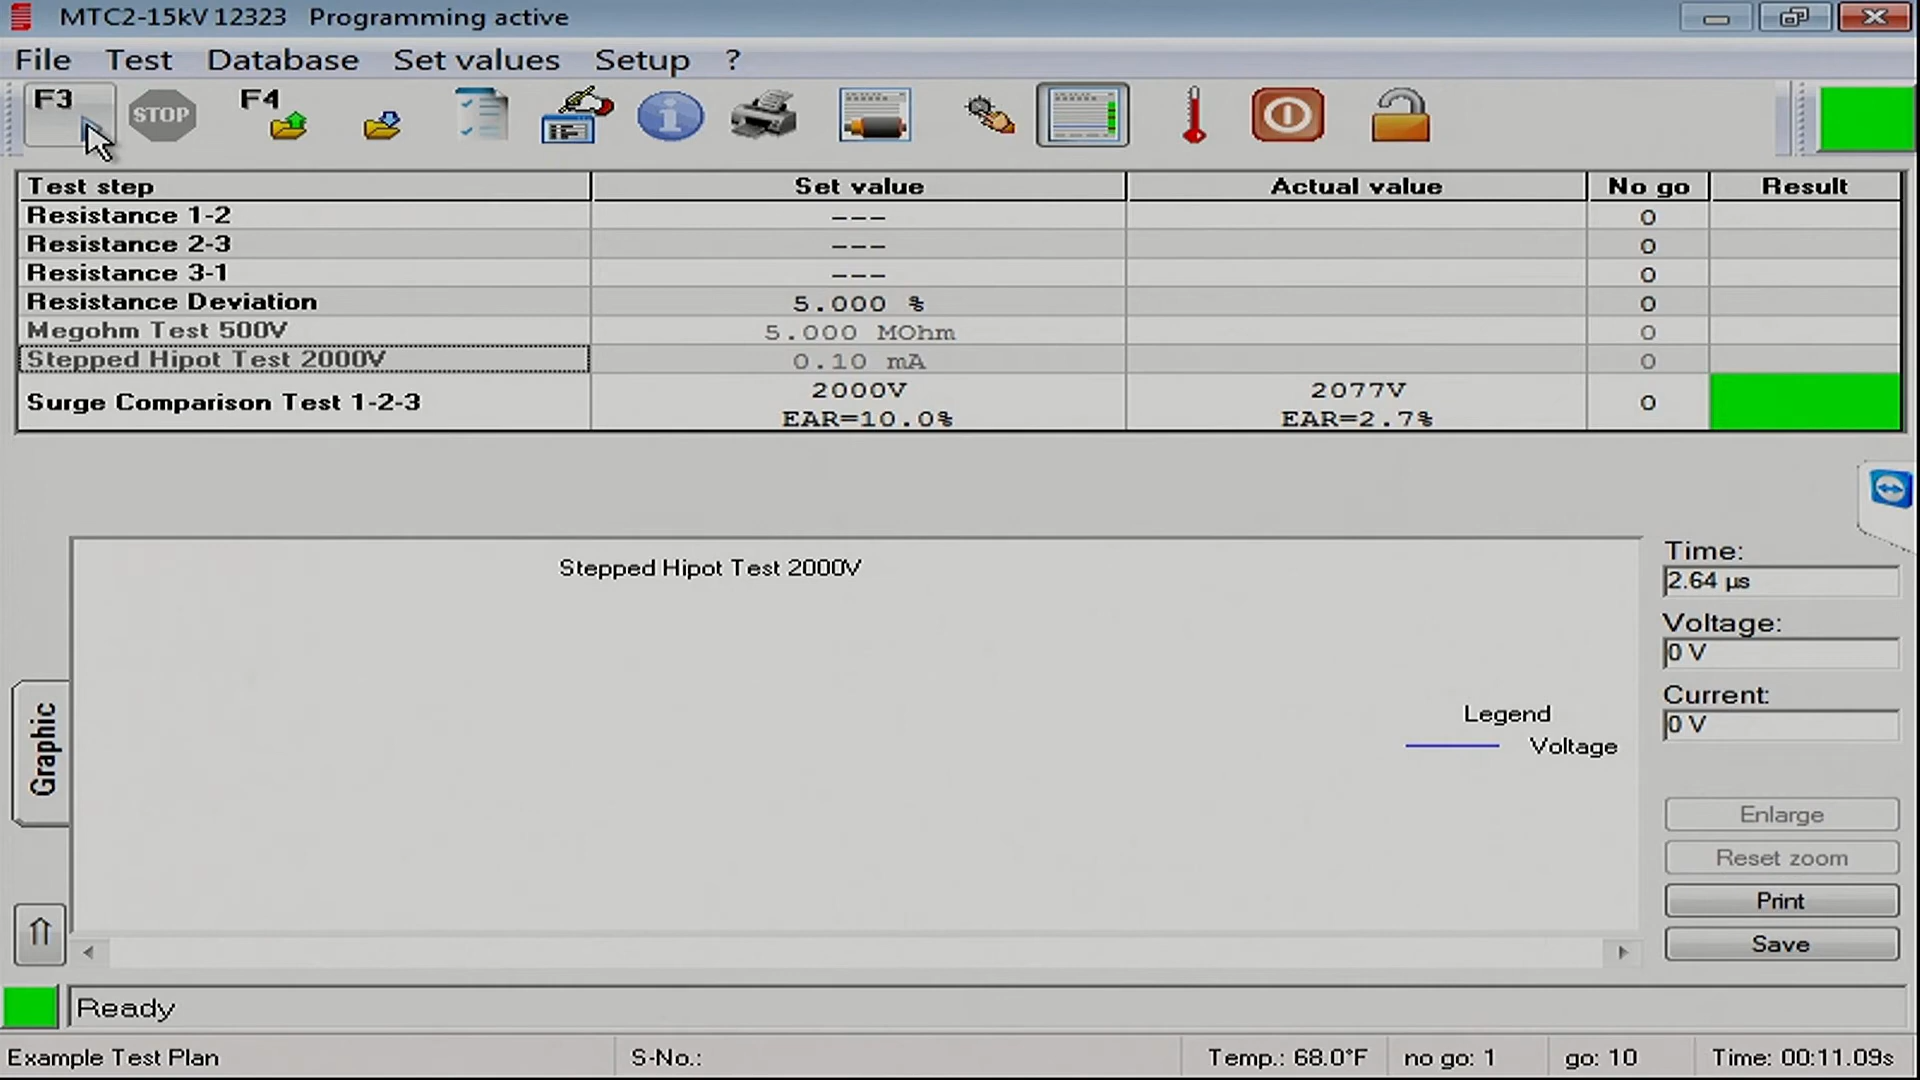 MTC2-15kV 12323 Programming active
File Test Database Set values Setup ?
F3 STOP F4
Test step Set value Actual value No go Result
Resistance 1-2 --- 0
Resistance 2-3 --- 0
Resistance 3-1 --- 0
Resistance Deviation 5.000 % 0
Megohm Test 500V 5.000 MOhm 0
Stepped Hipot Test 2000V 0.10 mA 0
Surge Comparison Test 1-2-3 2000V 2077V 0
EAR=10.0% EAR=2.7%
Stepped Hipot Test 2000V
Legend
Voltage
Graphic
Time:
2.64 µs
Voltage:
0 V
Current:
0 V
Enlarge
Reset zoom
Print
Save
Ready
Example Test Plan S-No.: Temp.: 68.0°F no go: 1 go: 10 Time: 00:11.09s